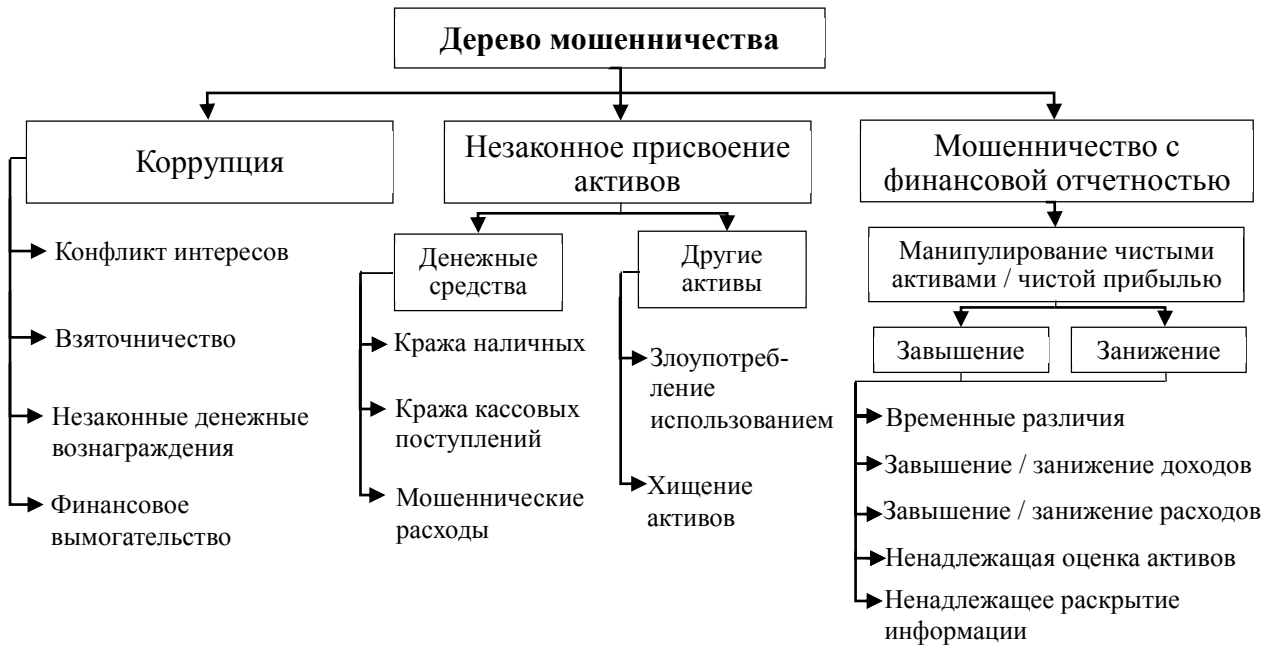 Дерево мошенничества
Коррупция
Конфликт интересов
Взяточничество
Незаконные денежные
вознаграждения
Финансовое
вымогательство
Незаконное присвоение
активов
Денежные
средства
Кража наличных
Кража кассовых
поступлений
Мошеннические
расходы
Другие
активы
Злоупотреб-
ление
использованием
Хищение
активов
Мошенничество с
финансовой отчетностью
Манипулирование чистыми
активами / чистой прибылью
Завышение
Занижение
Временные различия
Завышение / занижение доходов
Завышение / занижение расходов
Ненадлежащая оценка активов
Ненадлежащее раскрытие
информации